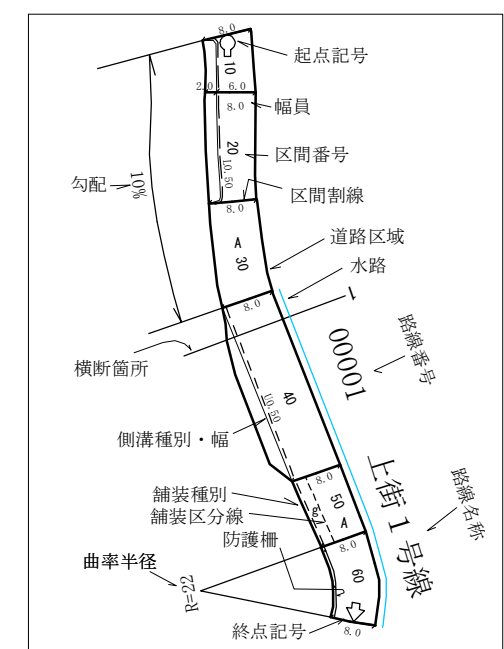 8.0
起点記号
10
2.0 6.0
8.0
幅員
20
区間番号
U0.50
勾配
10%
区間割線
8.0
道路区域
A
30
水路
8.0
1
横断箇所
00001
路線番号
40
U0.50
側溝種別・幅
8.0
上街1号線
路線名称
舗装種別
50
g
A
舗装区分線
防護柵
8.0
曲率半径
60
R=22
終点記号
8.0